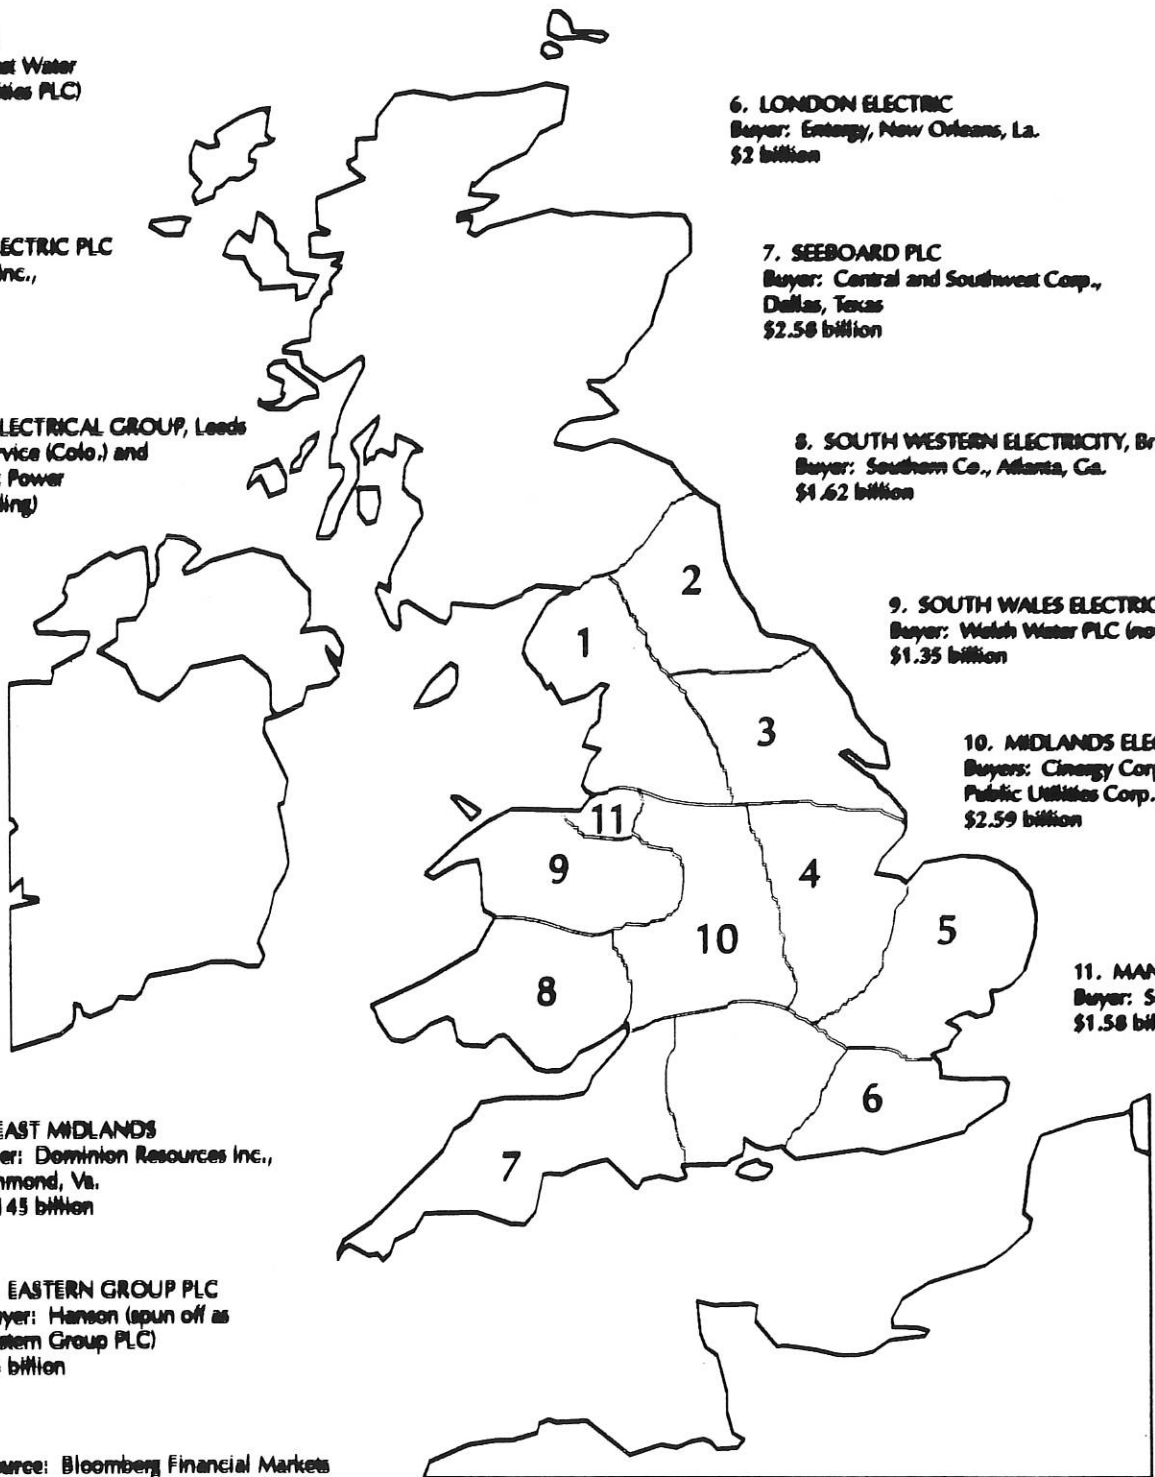 st Water
ities PLC)
ECTRIC PLC
Inc.,
LECTRICAL GROUP, Leeds
rvice (Colo.) and
Power
ling)
EAST MIDLANDS
er: Dominion Resources Inc.,
hmond, Va.
145 billion
EASTERN GROUP PLC
yer: Hanson (spun off as
stern Group PLC)
billion
urce: Bloomberg Financial Markets
6. LONDON ELECTRIC
Buyer: Entergy, New Orleans, La.
$2 billion
7. SEEBOARD PLC
Buyer: Central and Southwest Corp.,
Dallas, Texas
$2.58 billion
8. SOUTH WESTERN ELECTRICITY, Br
Buyer: Southern Co., Atlanta, Ga.
$1.62 billion
9. SOUTH WALES ELECTRIC
Buyer: Welsh Water PLC (no
$1.35 billion
10. MIDLANDS ELE
Buyers: Cinergy Corp
Public Utilities Corp.
$2.59 billion
11. MAN
Buyer: S
$1.58 bil
2
1
3
11
9
4
10
5
8
6
7